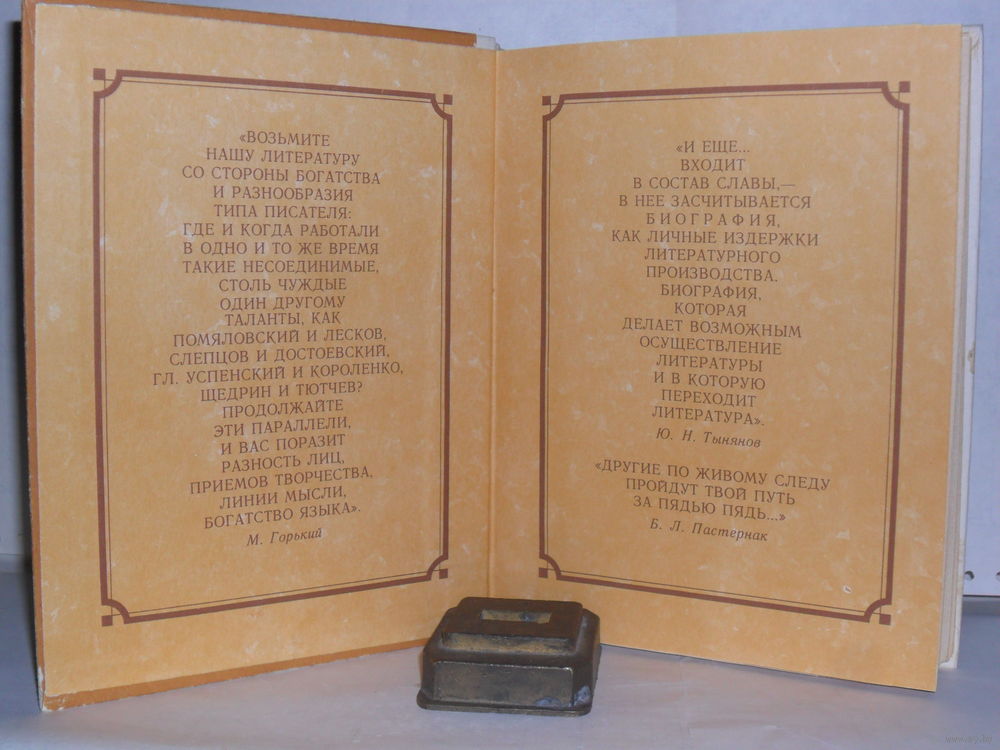 «ВОЗЬМИТЕ
НАШУ ЛИТЕРАТУРУ
СО СТОРОНЫ БОГАТСТВА
И РАЗНООБРАЗИЯ
ТИПА ПИСАТЕЛЯ:
ГДЕ И КОГДА РАБОТАЛИ
В ОДНО И ТО ЖЕ ВРЕМЯ
ТАКИЕ НЕСОЕДИНИМЫЕ,
СТОЛЬ ЧУЖДЫЕ
ОДИН ДРУГОМУ
ТАЛАНТЫ, КАК
ПОМЯЛОВСКИЙ И ЛЕСКОВ,
СЛЕПЦОВ И ДОСТОЕВСКИЙ,
ГЛ. УСПЕНСКИЙ И КОРОЛЕНКО,
ЩЕДРИН И ТЮТЧЕВ?
ПРОДОЛЖАЙТЕ
ЭТИ ПАРАЛЛЕЛИ,
И ВАС ПОРАЗИТ
РАЗНОСТЬ ЛИЦ,
ПРИЕМОВ ТВОРЧЕСТВА,
ЛИНИИ МЫСЛИ,
БОГАТСТВО ЯЗЫКА».
М. Горький
«И ЕЩЕ...
ВХОДИТ
В СОСТАВ СЛАВЫ,—
В НЕЕ ЗАСЧИТЫВАЕТСЯ
БИОГРАФИЯ,
КАК ЛИЧНЫЕ ИЗДЕРЖКИ
ЛИТЕРАТУРНОГО
ПРОИЗВОДСТВА.
БИОГРАФИЯ,
КОТОРАЯ
ДЕЛАЕТ ВОЗМОЖНЫМ
ОСУЩЕСТВЛЕНИЕ
ЛИТЕРАТУРЫ
И В КОТОРУЮ
ПЕРЕХОДИТ
ЛИТЕРАТУРА».
Ю. Н. Тынянов
«ДРУГИЕ ПО ЖИВОМУ СЛЕДУ
ПРОЙДУТ ТВОЙ ПУТЬ
ЗА ПЯДЬЮ ПЯДЬ...»
Б. Л. Пастернак